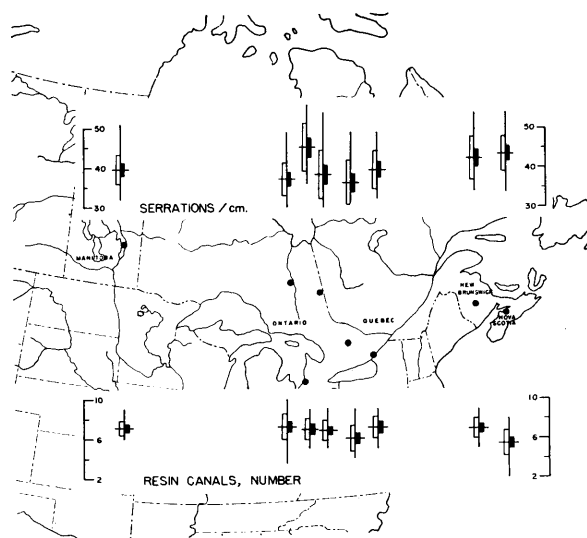 50
40
30
SERRATIONS / cm.
50
40
30
MANITOBA
ONTARIO
QUEBEC
NEW
BRUNSWICK
NOVA
SCOTIA
10
6
2
RESIN CANALS, NUMBER
10
6
2